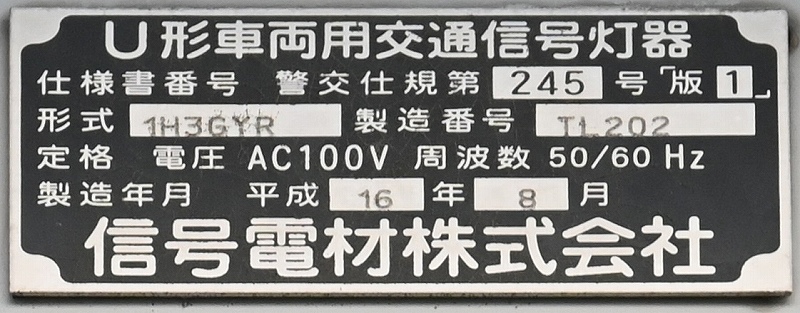 U形車両用交通信号灯器
仕様書番号 警交仕規第 245 号「版 1」
形式 1H3GYR 製造番号 TL202
定格 電圧 AC100V 周波数 50/60 Hz
製造年月 平成 16 年 8 月
信号電材株式会社